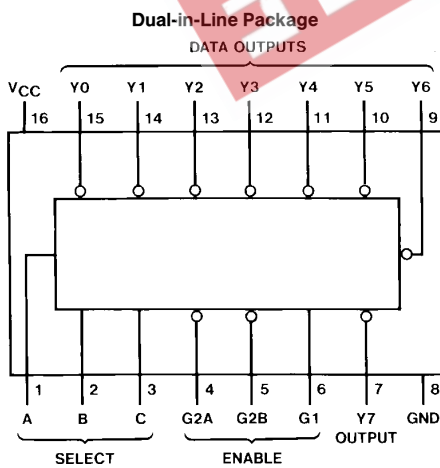 Dual-in-Line Package
DATA OUTPUTS
VCC Y0 Y1 Y2 Y3 Y4 Y5 Y6
16 15 14 13 12 11 10 9
1 2 3 4 5 6 7 8
A B C G2A G2B G1 Y7 GND
OUTPUT
SELECT ENABLE